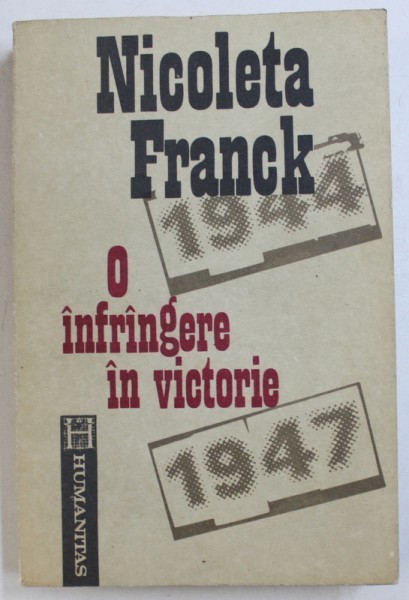 Nicoleta
Franck
1944
O
înfrîngere
în victorie
1947
H
HUMANITAS